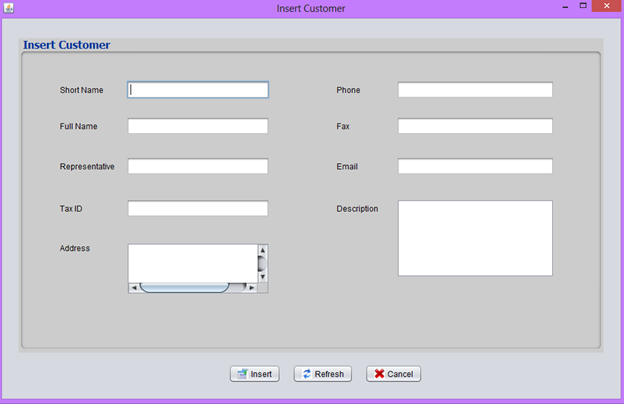 Insert Customer
Insert Customer
Short Name
Full Name
Representative
Tax ID
Address
Phone
Fax
Email
Description
Insert
Refresh
Cancel